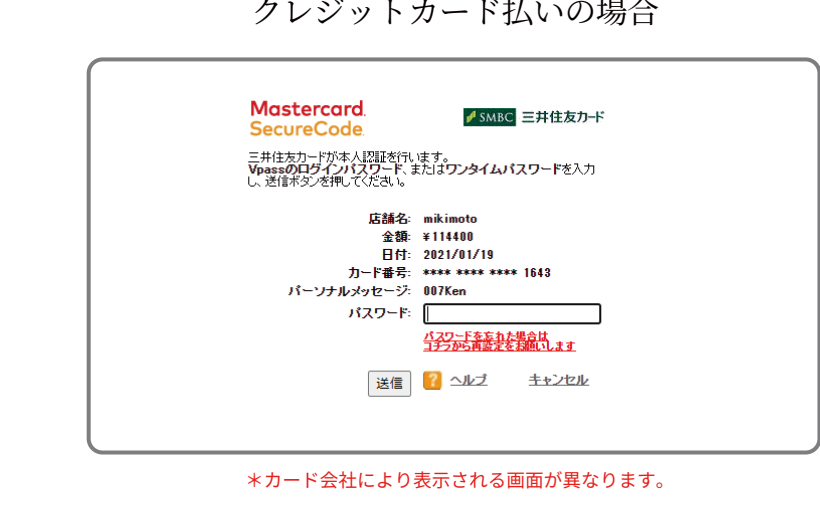 クレジットカード払いの場合
Mastercard.
SecureCode
SMBC 三井住友カード
三井住友カードが本人認証を行います。
Vpassのログインパスワード、またはワンタイムパスワードを入力
し、送信ボタンを押してください。
店舗名: mikimoto
金額: ¥114400
日付: 2021/01/19
カード番号: **** **** **** 1643
パーソナルメッセージ: 007Ken
パスワード:
パスワードを忘れた場合は
コチラから再設定をお願いします
送信 ? ヘルプ キャンセル
＊カード会社により表示される画面が異なります。